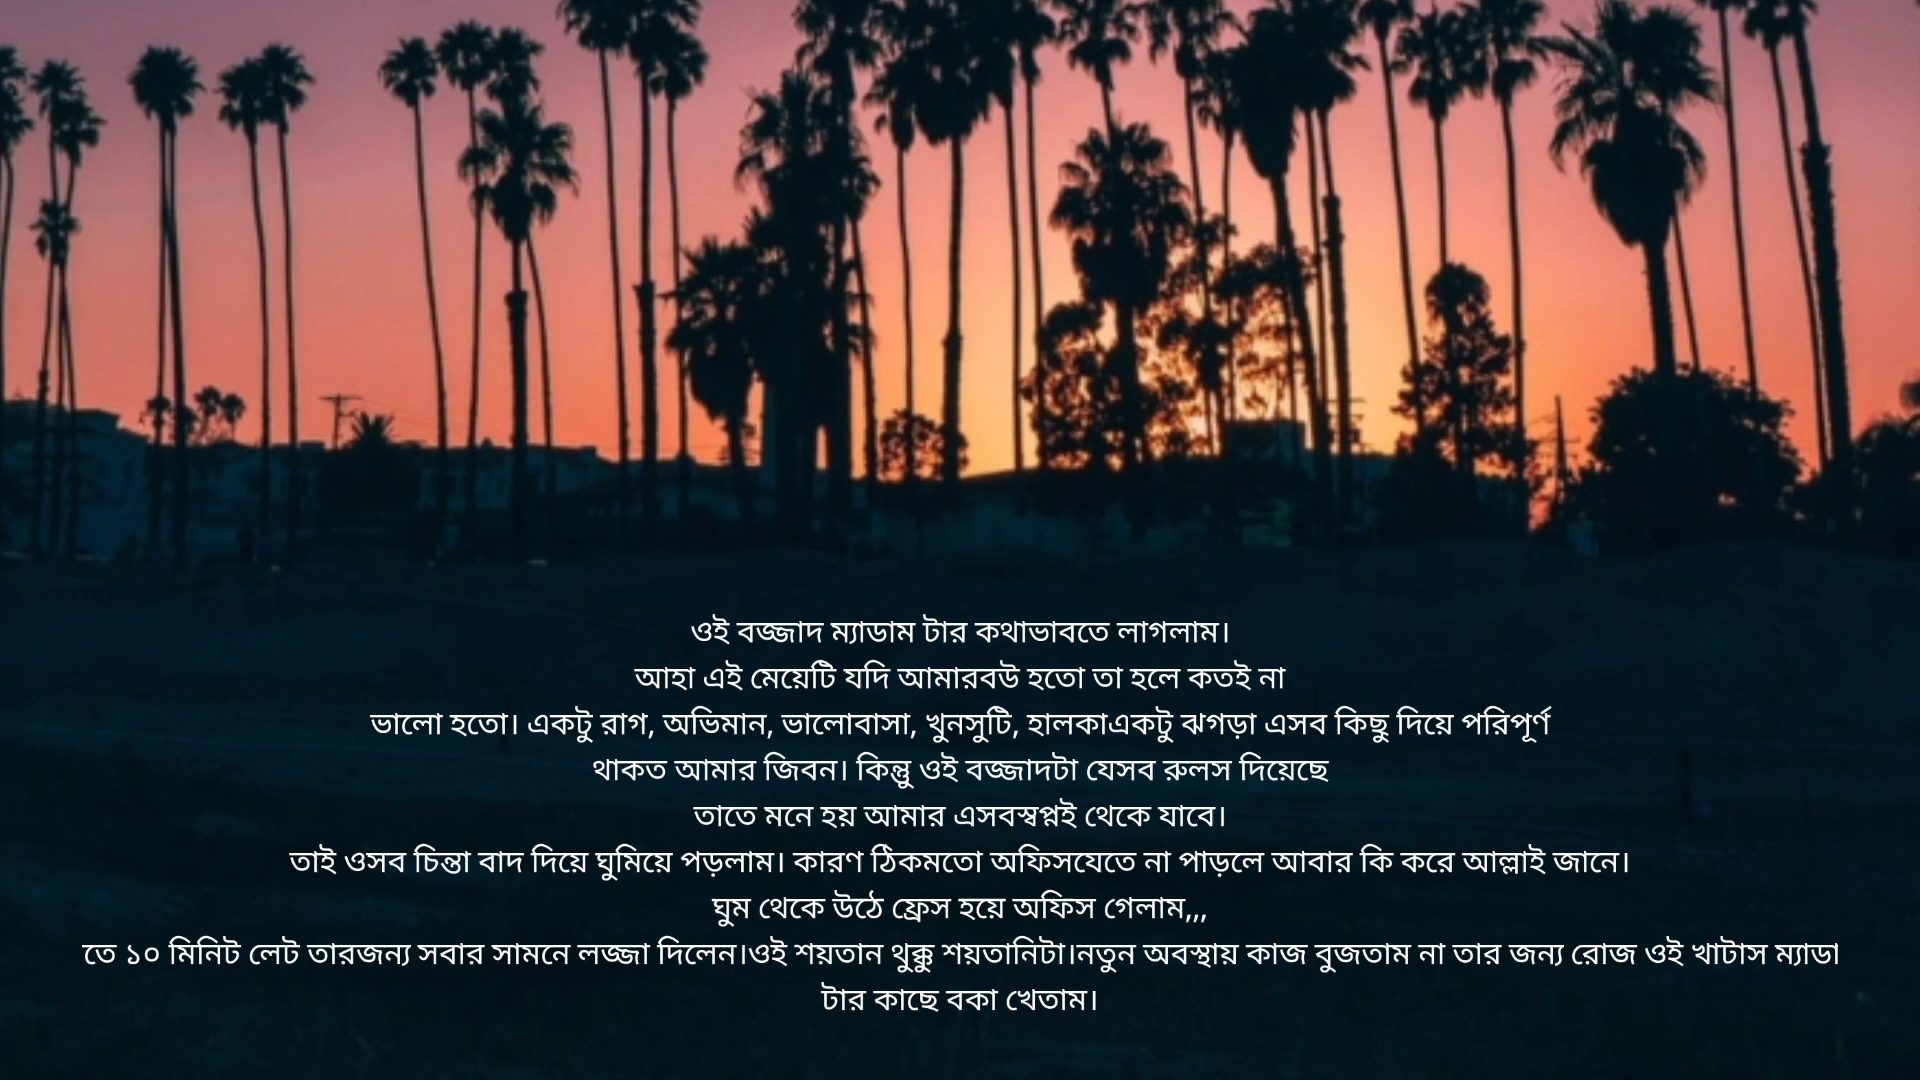 ওই বজ্জাদ ম্যাডাম টার কথাভাবতে লাগলাম।
আহা এই মেয়েটি যদি আমারবউ হতো তা হলে কতই না
ভালো হতো। একটু রাগ, অভিমান, ভালোবাসা, খুনসুটি, হালকাএকটু ঝগড়া এসব কিছু দিয়ে পরিপূর্ণ
থাকত আমার জিবন। কিন্তুু ওই বজ্জাদটা যেসব রুলস দিয়েছে
তাতে মনে হয় আমার এসবস্বপ্নই থেকে যাবে।
তাই ওসব চিন্তা বাদ দিয়ে ঘুমিয়ে পড়লাম। কারণ ঠিকমতো অফিসযেতে না পাড়লে আবার কি করে আল্লাই জানে।
ঘুম থেকে উঠে ফ্রেস হয়ে অফিস গেলাম,,,
তে ১০ মিনিট লেট তারজন্য সবার সামনে লজ্জা দিলেন।ওই শয়তান থুক্কু শয়তানিটা।নতুন অবস্থায় কাজ বুজতাম না তার জন্য রোজ ওই খাটাস ম্যাডা
টার কাছে বকা খেতাম।